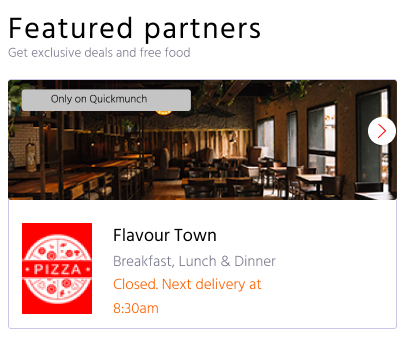 Featured partners
Get exclusive deals and free food
Only on Quickmunch
Flavour Town
PIZZA
Breakfast, Lunch & Dinner
Closed. Next delivery at
8:30am